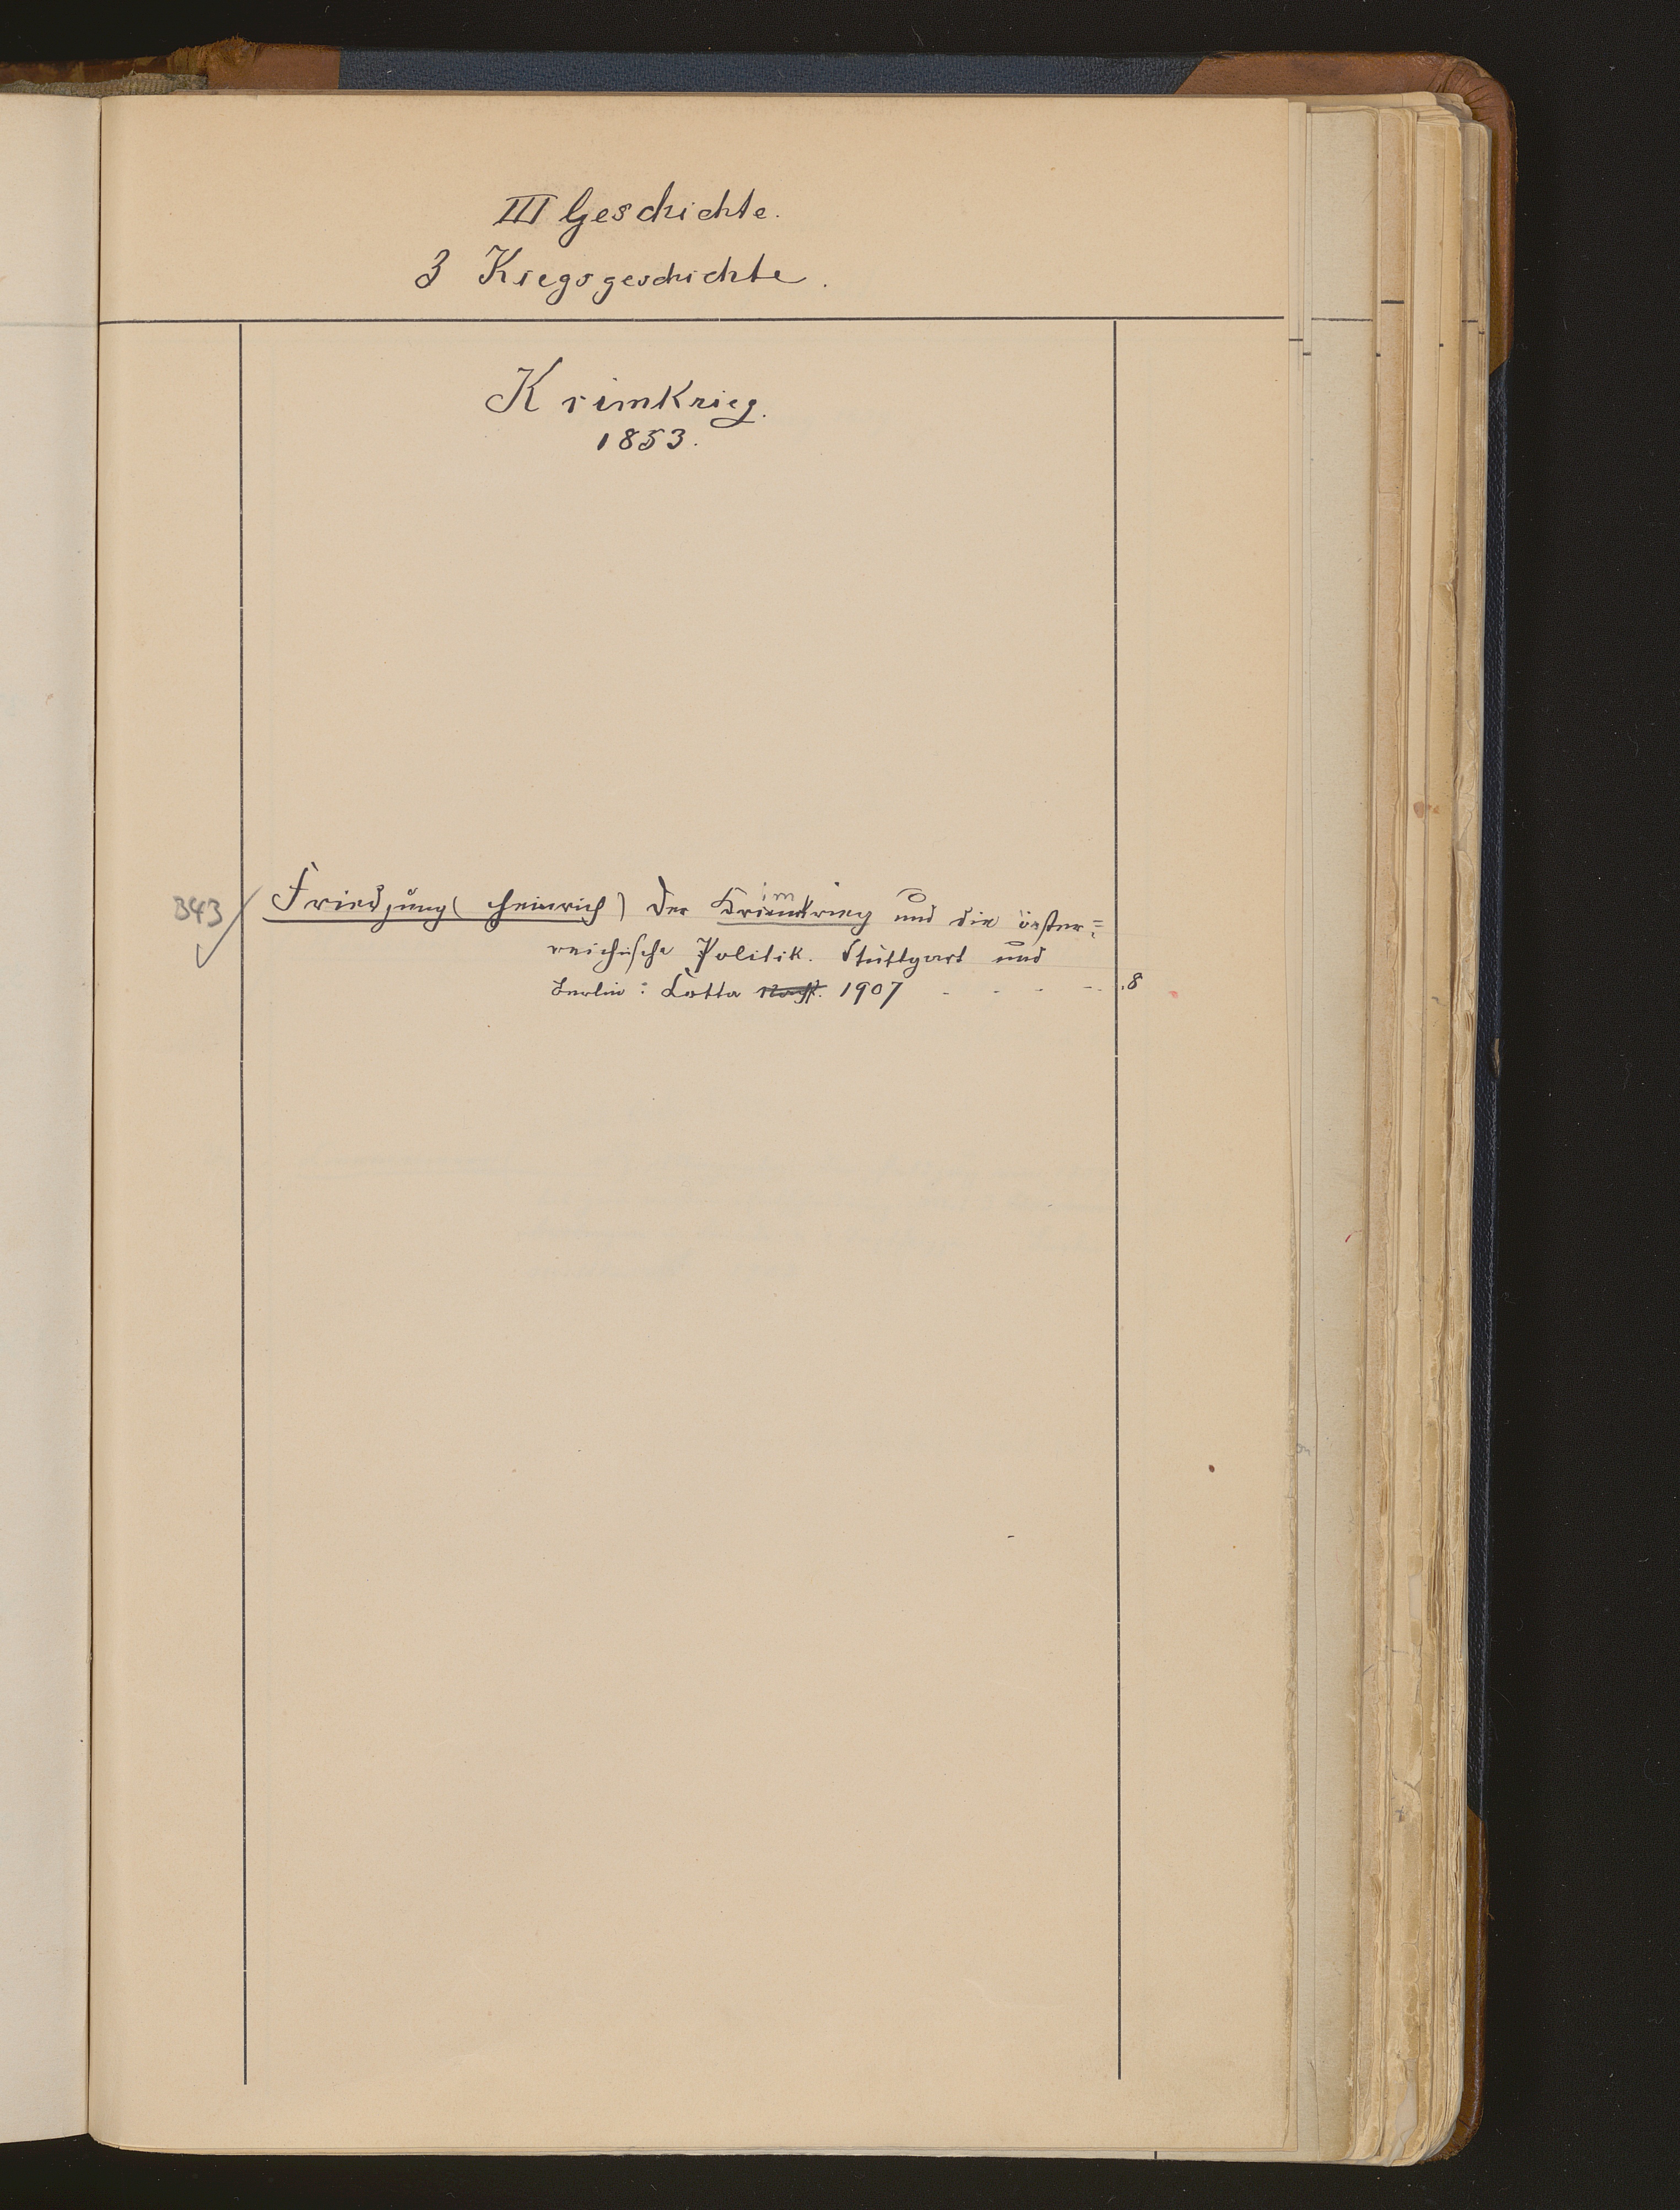 III Geschichte.
3 Kiegsgeschichte.
Krimkrieg.
1853.
343 Friedjung (Heinrich) Der Krimkrieg und die öster=
reichische Politik. Stuttgart und
Berlin: Cotta 1907 - - - - 8